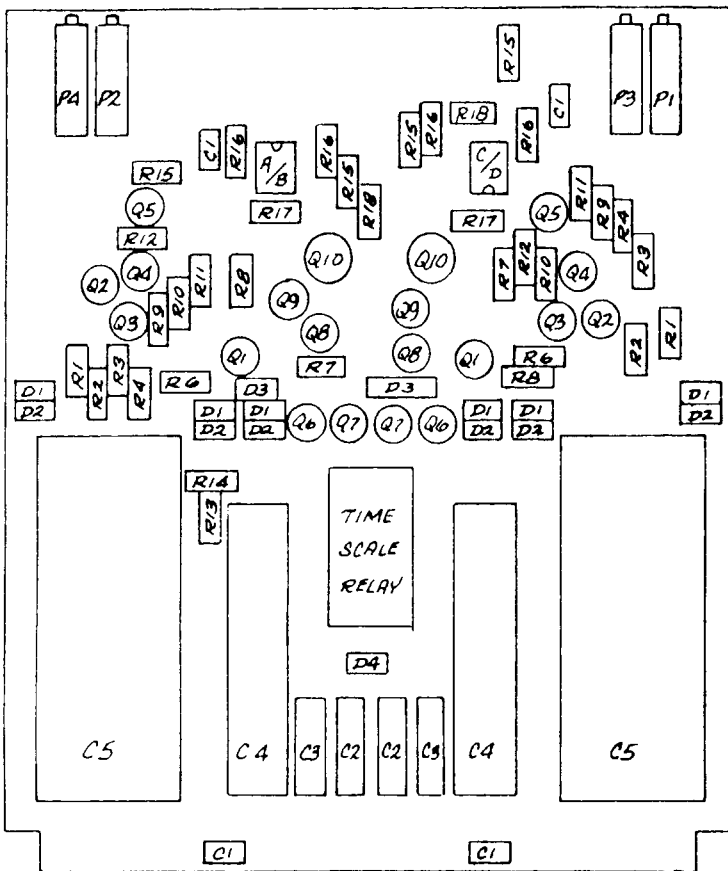 R15
P4 P2 P3 P1
C1
R18
R15 R16 R16
C1 R16 A/B R16 C/D
R15 R15 R11
R18 R9
Q5 R17 R17 Q5 R4
R12 R12 R3
Q4 Q10 Q10 R7 R10 Q4
Q2 R11 R8
R10 Q9 Q9
Q3 R9 Q8 Q3 Q2 R1
R2
Q1 Q8 Q1 R6
R1 R3 R7 R8
R2 R4 R6 D3 D3
D1 D1 D1 D1 D1 D1
D2 D2 D2 Q6 Q7 Q7 Q6 D2 D2 D2
R14
R13
TIME
SCALE
RELAY
D4
C5 C4 C3 C2 C2 C3 C4 C5
C1 C1